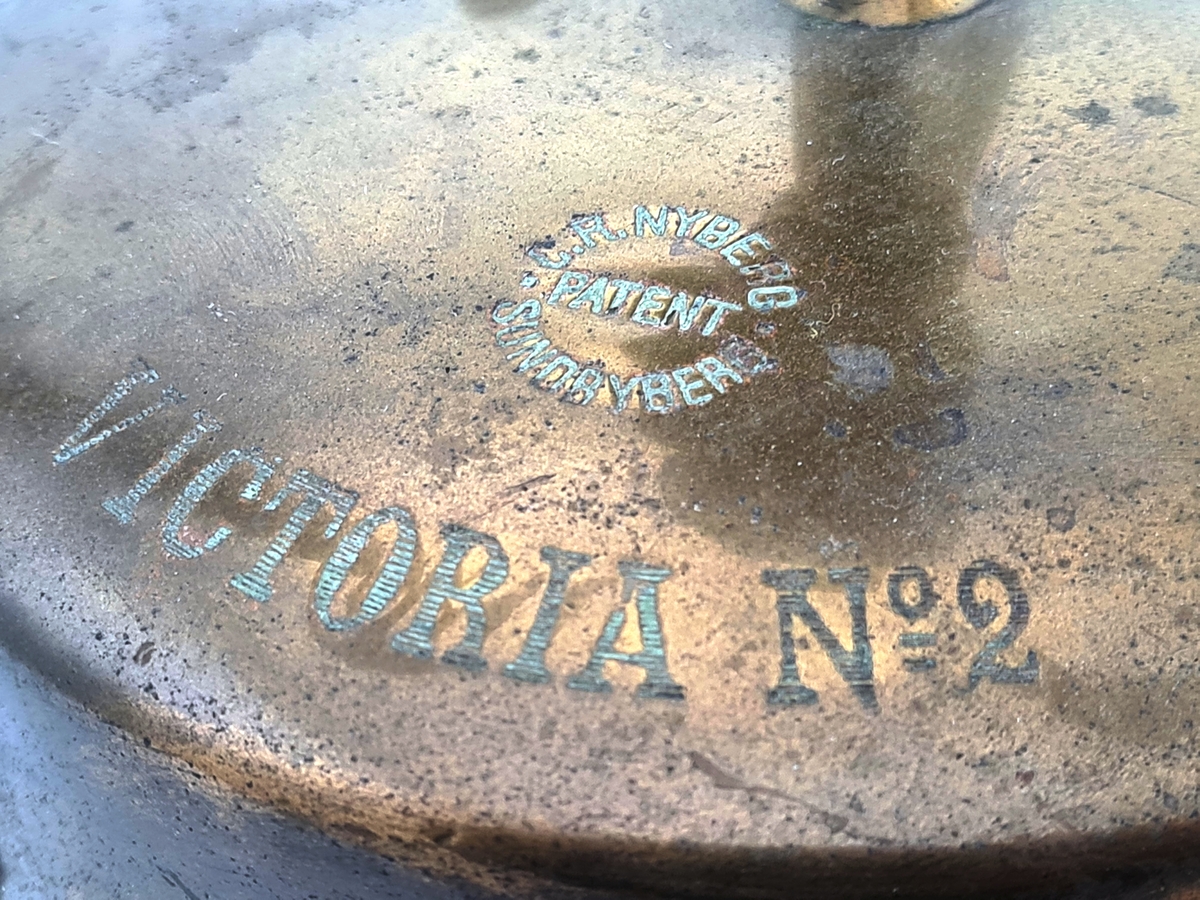 C.R. NYBERG
PATENT
SUNDBYBERG
VICTORIA Nº 2